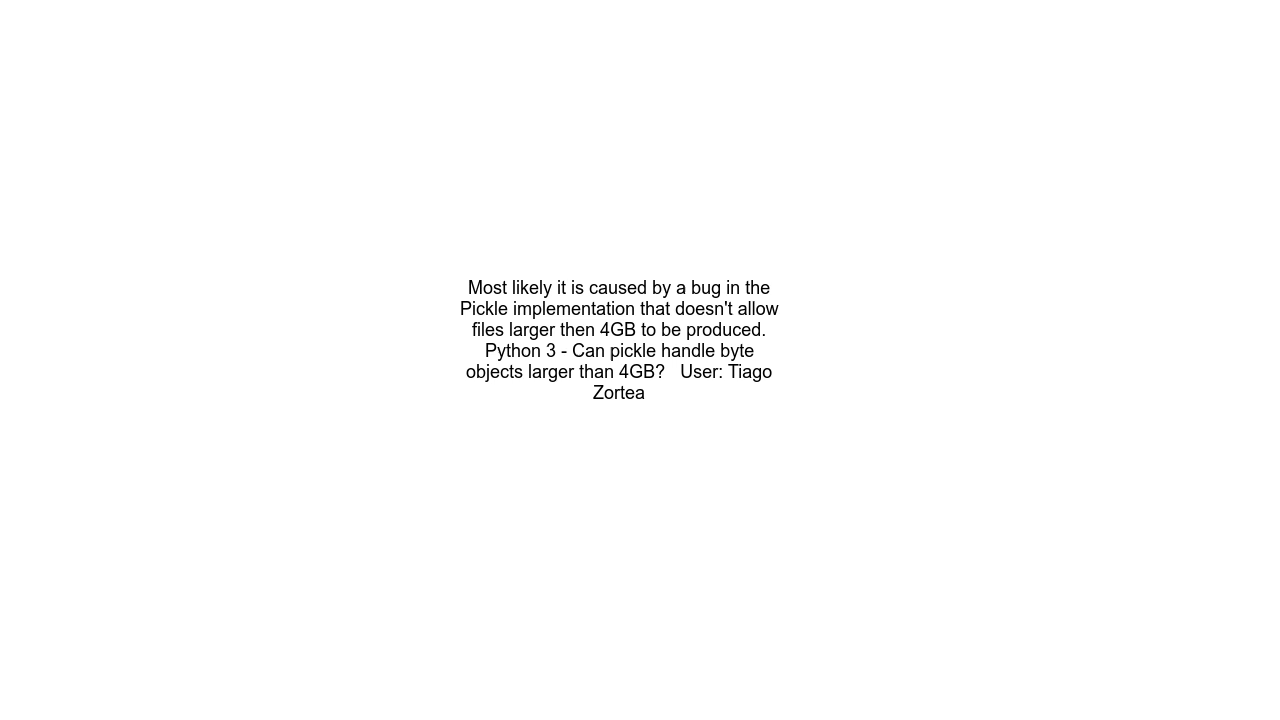 Most likely it is caused by a bug in the
Pickle implementation that doesn't allow
files larger then 4GB to be produced.
Python 3 - Can pickle handle byte
objects larger than 4GB?   User: Tiago
Zortea